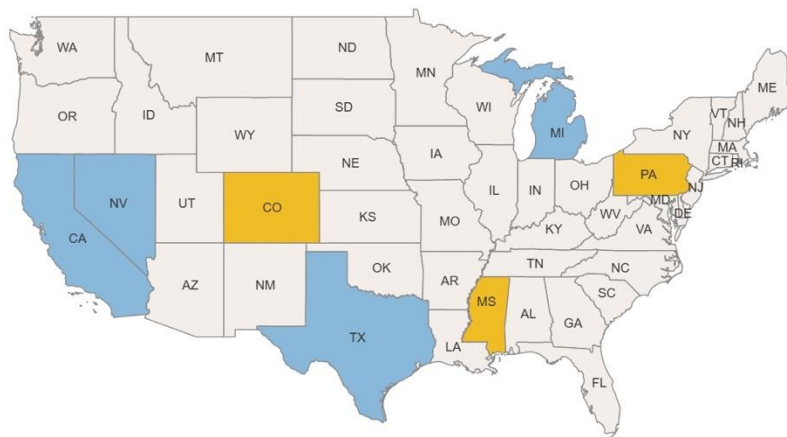 WA
MT
ND
MN
ME
OR
ID
SD
WI
MI
VT
NH
NY
WY
MA
CT
RI
IA
NE
PA
NJ
NV
UT
CO
IL
IN
OH
MD
DE
CA
KS
MO
WV
VA
KY
OK
TN
NC
AZ
NM
AR
SC
MS
AL
GA
TX
LA
FL